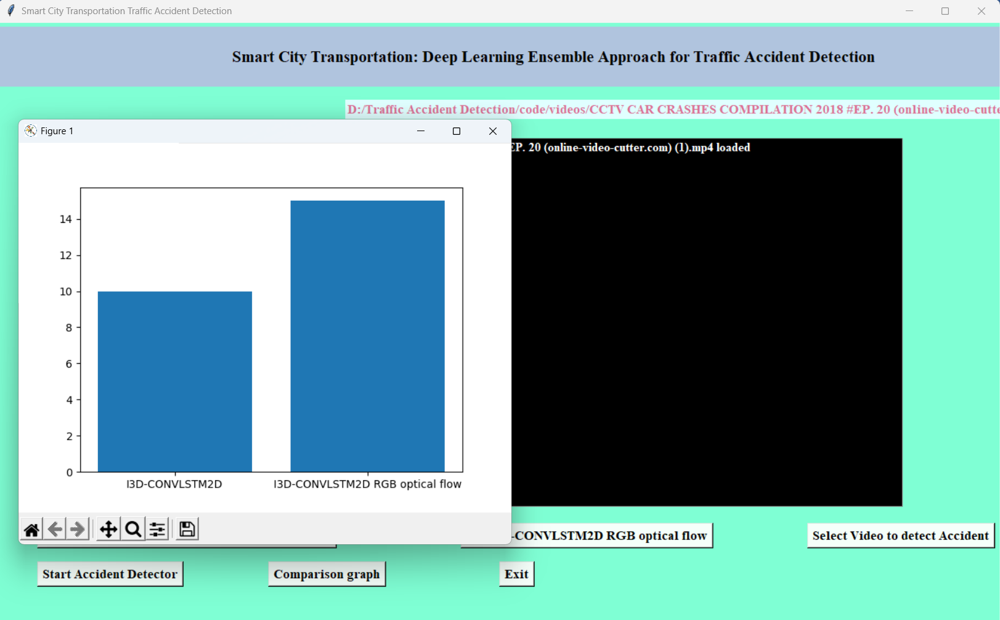 Smart City Transportation Traffic Accident Detection
Smart City Transportation: Deep Learning Ensemble Approach for Traffic Accident Detection
D:/Traffic Accident Detection/code/videos/CCTV CAR CRASHES COMPILATION 2018 #EP. 20 (online-video-cutte
Figure 1
EP. 20 (online-video-cutter.com) (1).mp4 loaded
14
12
10
8
6
4
2
0
I3D-CONVLSTM2D
I3D-CONVLSTM2D RGB optical flow
-CONVLSTM2D RGB optical flow
Select Video to detect Accident
Start Accident Detector
Comparison graph
Exit